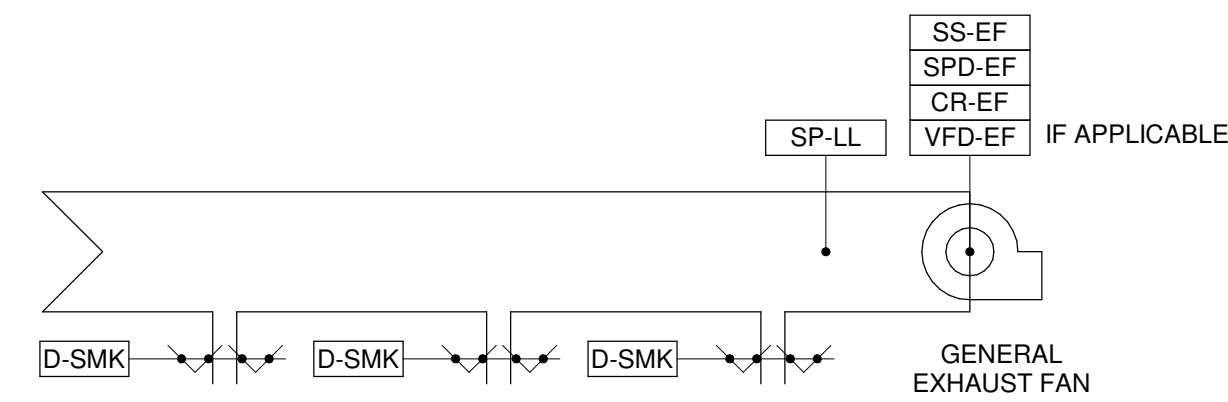 SS-EF
SPD-EF
CR-EF
SP-LL
VFD-EF
IF APPLICABLE
D-SMK
D-SMK
D-SMK
GENERAL
EXHAUST FAN